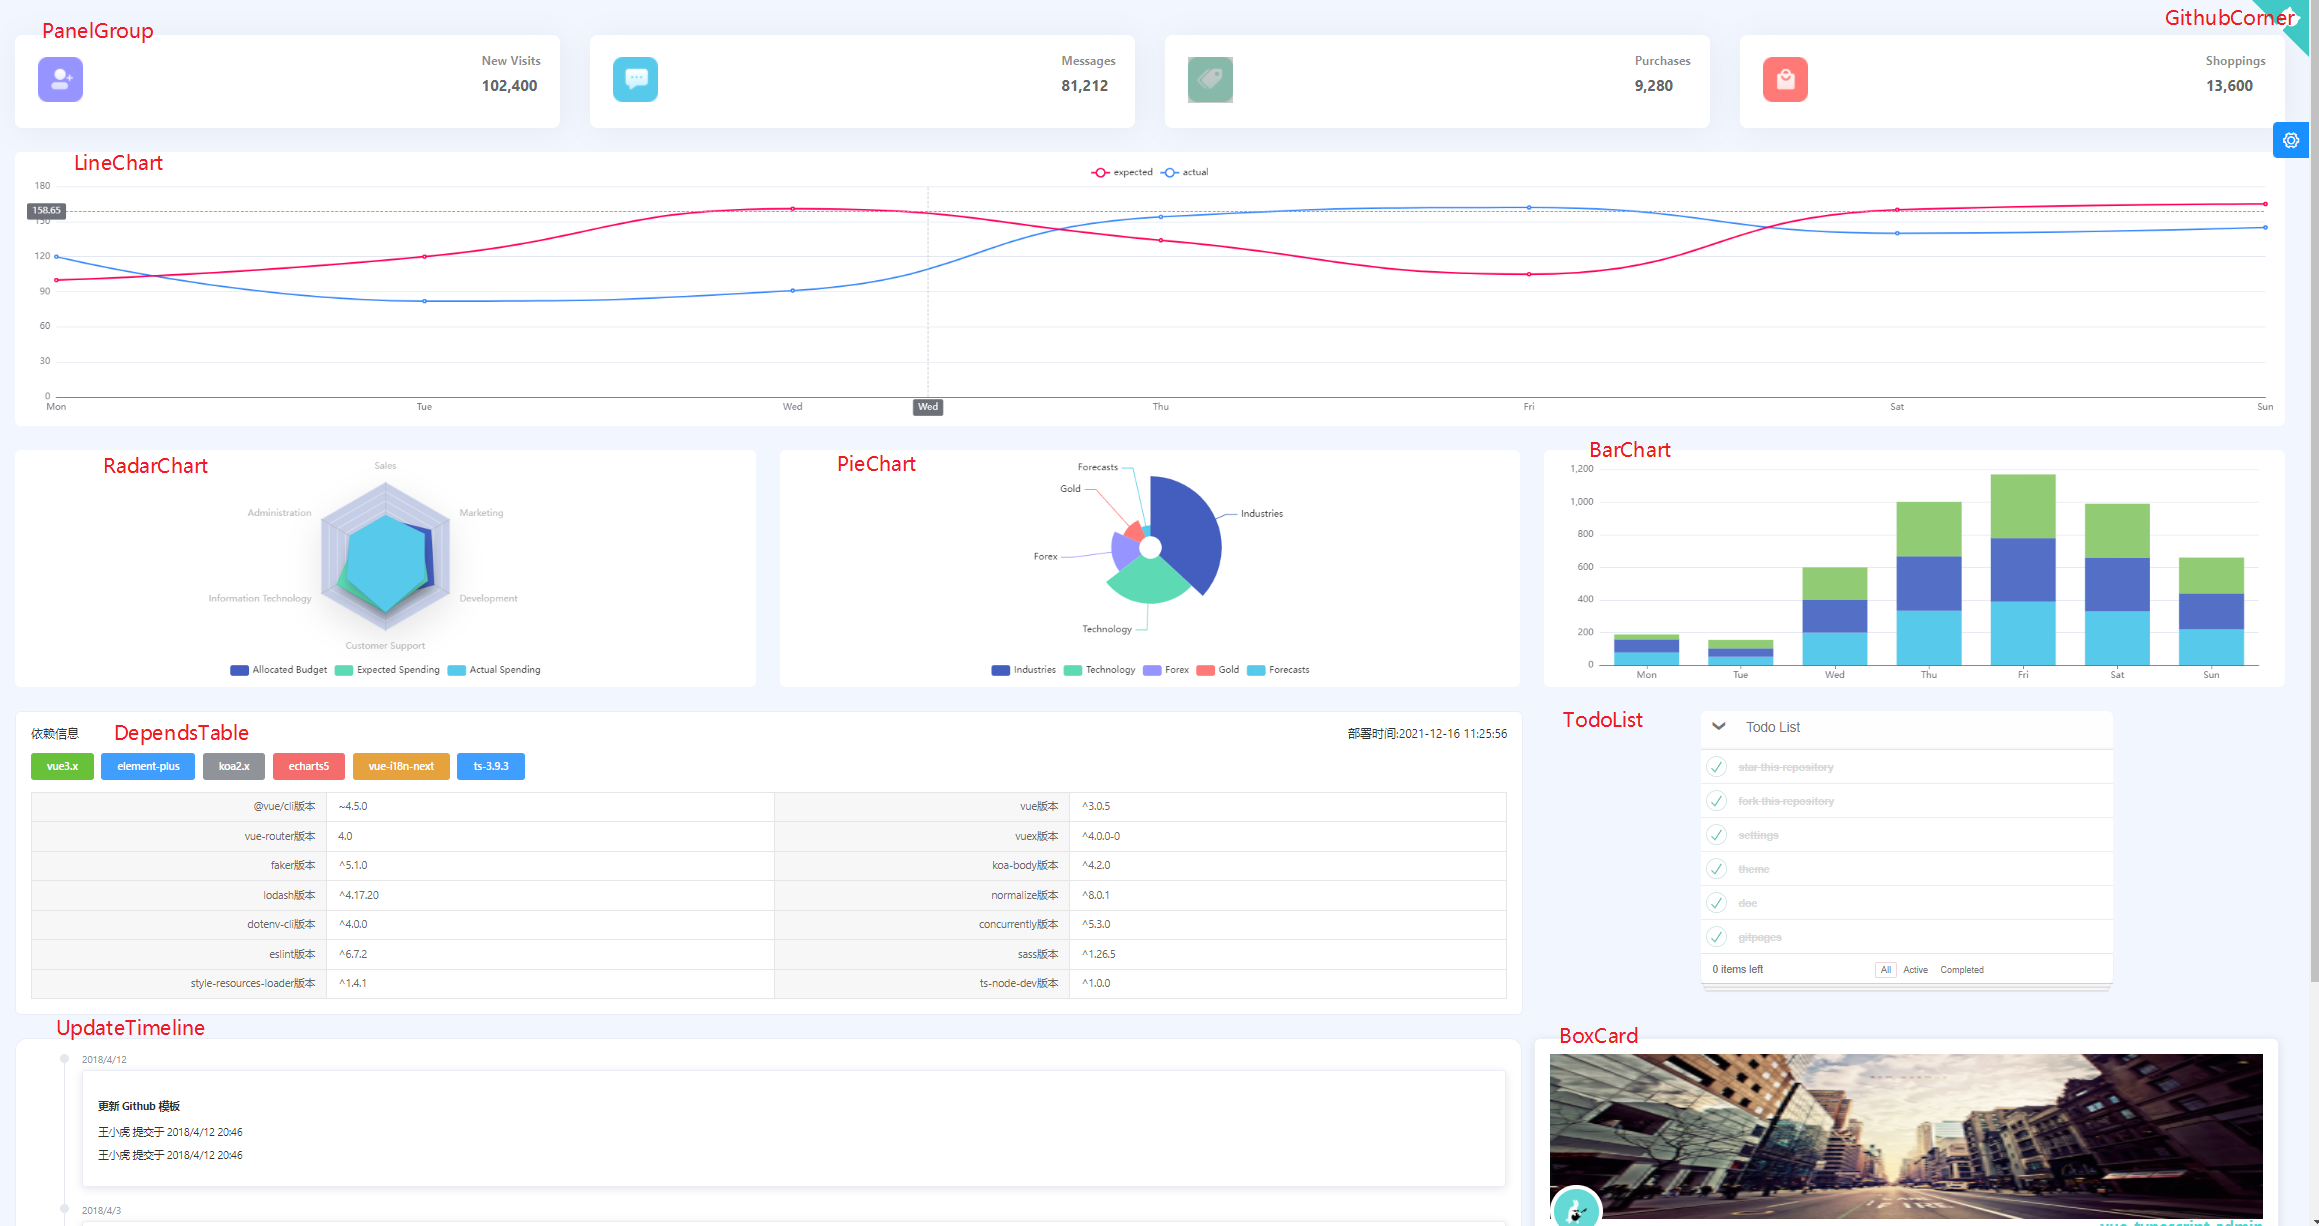 PanelGroup
GithubCorner
New Visits
102,400
Messages
81,212
Purchases
9,280
Shoppings
13,600
LineChart
expected actual
180
158.65
150
120
90
60
30
0
Mon Tue Wed Wed Thu Fri Sat Sun
RadarChart
Sales
Administration
Marketing
Information Technology
Development
Customer Support
Allocated Budget Expected Spending Actual Spending
PieChart
Forecasts
Gold
Industries
Forex
Technology
Industries Technology Forex Gold Forecasts
BarChart
1,200
1,000
800
600
400
200
0
Mon Tue Wed Thu Fri Sat Sun
依赖信息 DependsTable 部署时间:2021-12-16 11:25:56
vue3.x element-plus koa2.x echarts5 vue-i18n-next ts-3.9.3
@vue/cli版本 ~4.5.0 vue版本 ^3.0.5
vue-router版本 4.0 vuex版本 ^4.0.0-0
faker版本 ^5.1.0 koa-body版本 ^4.2.0
lodash版本 ^4.17.20 normalize版本 ^8.0.1
dotenv-cli版本 ^4.0.0 concurrently版本 ^5.3.0
eslint版本 ^6.7.2 sass版本 ^1.26.5
style-resources-loader版本 ^1.4.1 ts-node-dev版本 ^1.0.0
TodoList
Todo List
star this repository
fork this repository
settings
theme
doc
gitpages
0 items left All Active Completed
UpdateTimeline
2018/4/12
更新 Github 模板
王小虎 提交于 2018/4/12 20:46
王小虎 提交于 2018/4/12 20:46
2018/4/3
BoxCard
vue-typescript-admin